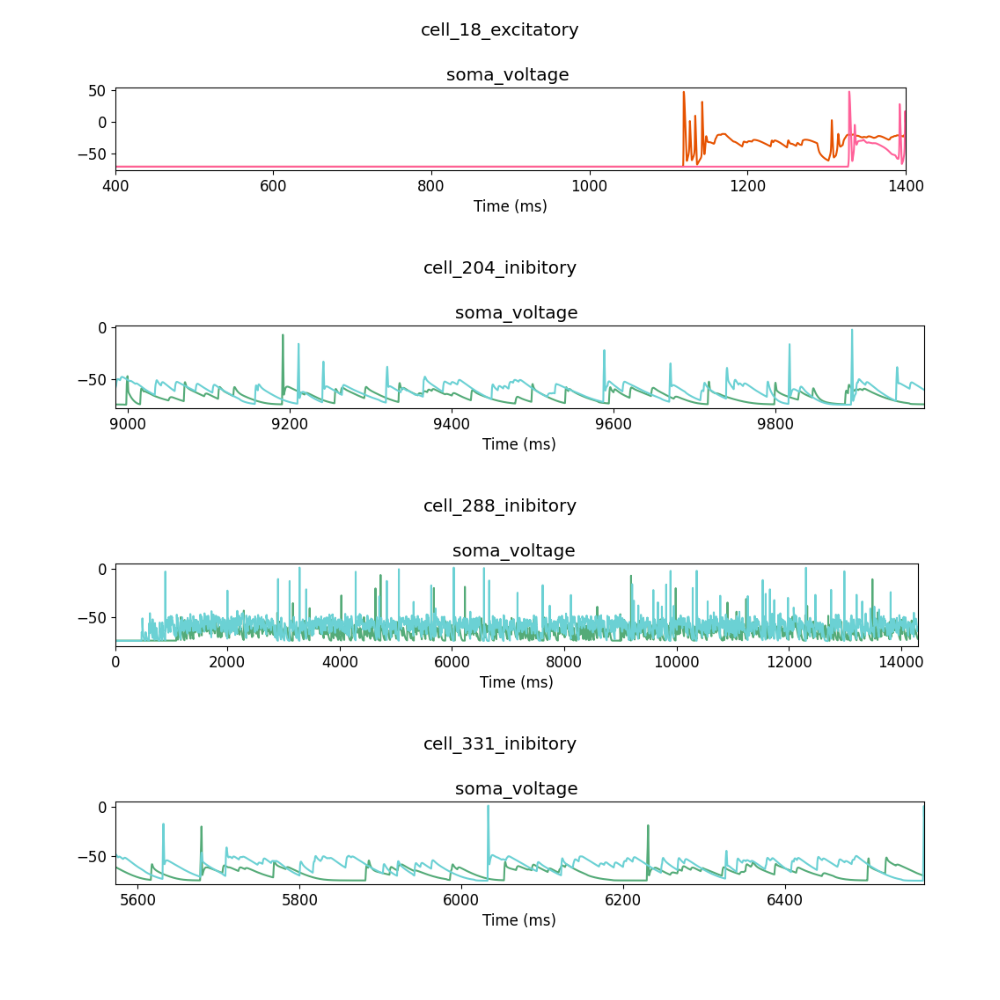 cell_18_excitatory
soma_voltage
50
0
−50
400 600 800 1000 1200 1400
Time (ms)
cell_204_inibitory
soma_voltage
0
−50
9000 9200 9400 9600 9800
Time (ms)
cell_288_inibitory
soma_voltage
0
−50
0 2000 4000 6000 8000 10000 12000 14000
Time (ms)
cell_331_inibitory
soma_voltage
0
−50
5600 5800 6000 6200 6400
Time (ms)